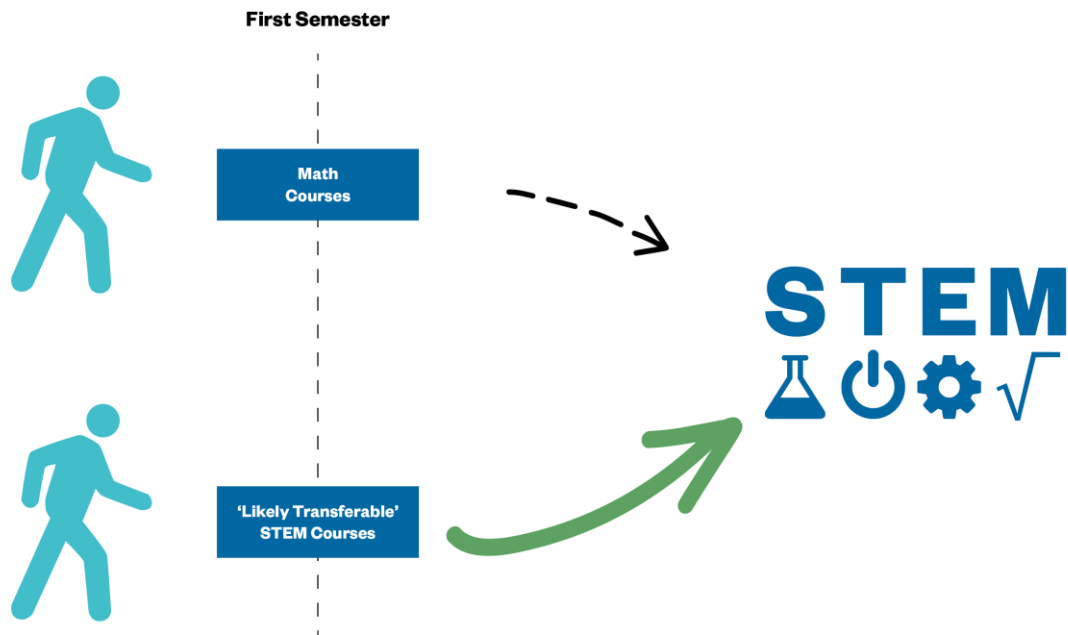 First Semester
Math
Courses
STEM
'Likely Transferable'
STEM Courses